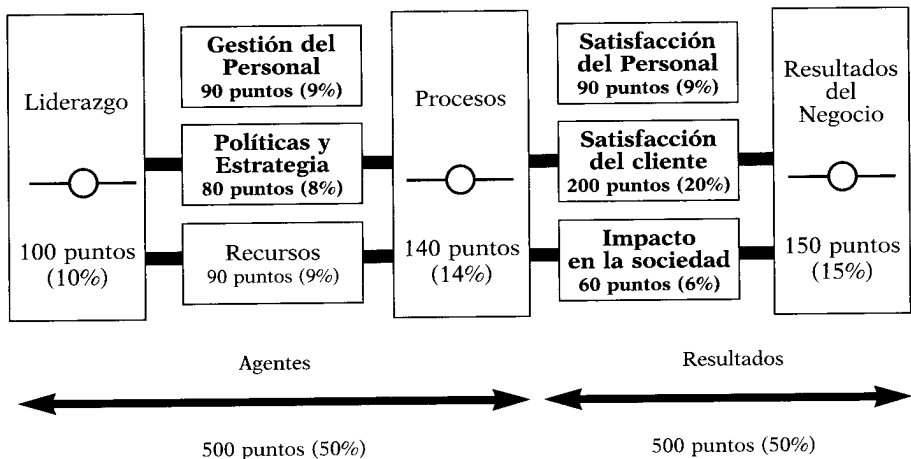 Liderazgo
100 puntos
(10%)
Gestión del
Personal
90 puntos (9%)
Políticas y
Estrategia
80 puntos (8%)
Recursos
90 puntos (9%)
Procesos
140 puntos
(14%)
Satisfacción
del Personal
90 puntos (9%)
Satisfacción
del cliente
200 puntos (20%)
Impacto
en la sociedad
60 puntos (6%)
Resultados
del
Negocio
150 puntos
(15%)
Agentes
Resultados
500 puntos (50%)
500 puntos (50%)